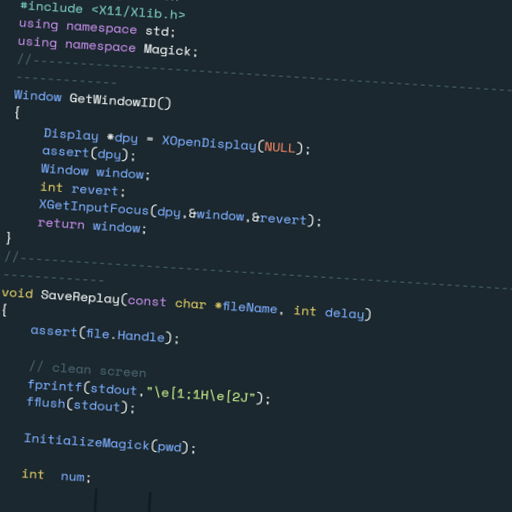 #include <X11/Xlib.h>
using namespace std;
using namespace Magick;
//------------------------------------------------------------
-------------
Window GetWindowID()
{
Display *dpy = XOpenDisplay(NULL);
assert(dpy);
Window window;
int revert;
XGetInputFocus(dpy,&window,&revert);
return window;
}
//------------------------------------------------------------
-------------
void SaveReplay(const char *fileName, int delay)
{
assert(file.Handle);
// clean screen
fprintf(stdout,"\e[1;1H\e[2J");
fflush(stdout);
InitializeMagick(pwd);
int  num;